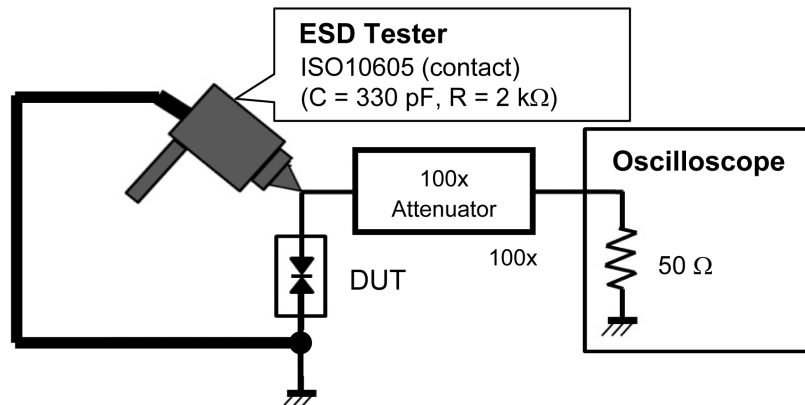 ESD Tester
ISO10605 (contact)
(C = 330 pF, R = 2 kΩ)
Oscilloscope
100x
Attenuator
100x
50 Ω
DUT